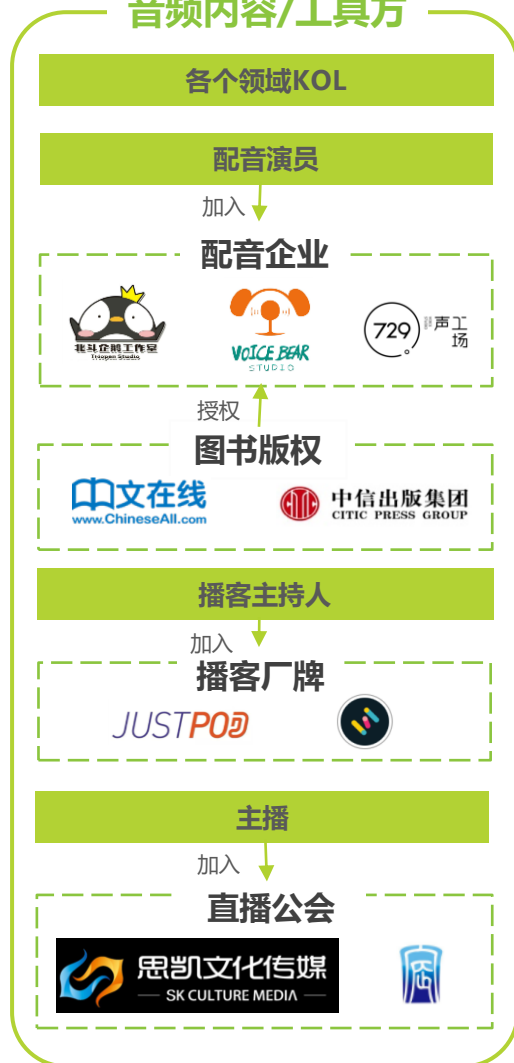 音频内容/工具方
各个领域KOL
配音演员
加入
配音企业
北斗企鹅工作室
VOICE BEAR
STUDIO
729
声工场
授权
图书版权
中文在线
www.ChineseAll.com
中信出版集团
CITIC PRESS GROUP
播客主持人
加入
播客厂牌
JUSTPOD
主播
加入
直播公会
思凯文化传媒
SK CULTURE MEDIA